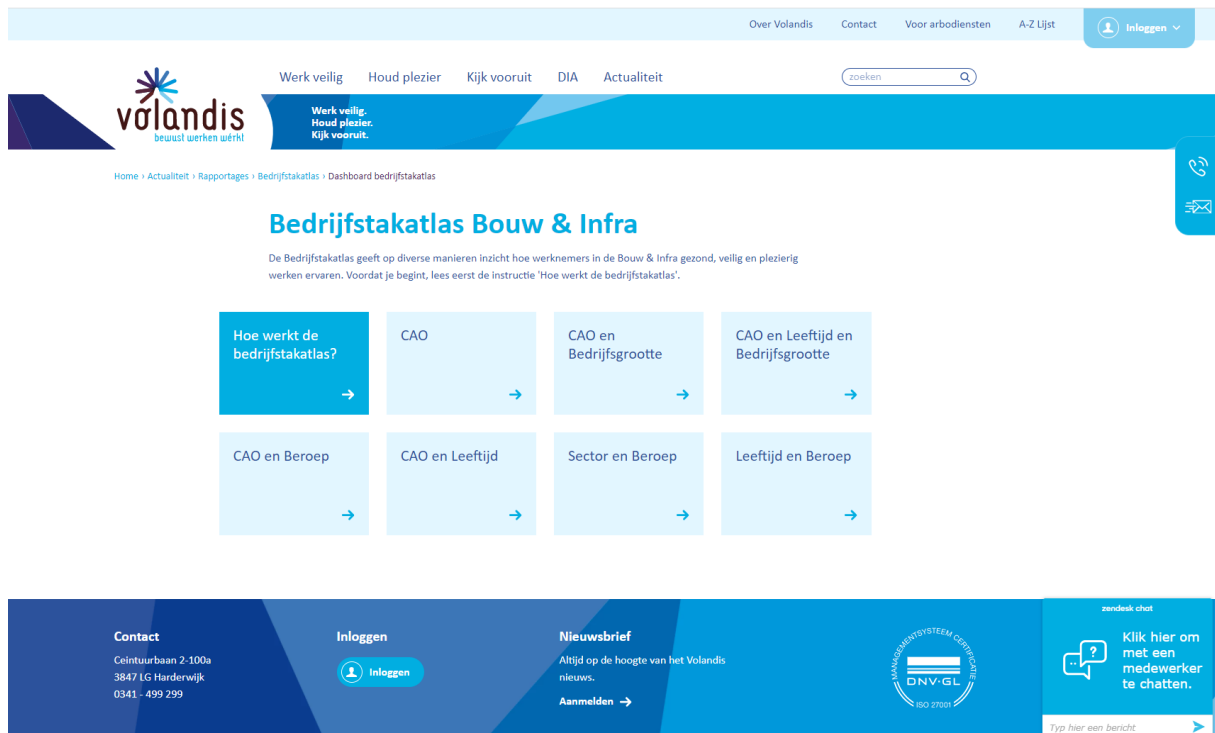 Over Volandis Contact Voor arbodiensten A-Z Lijst Inloggen
Werk veilig Houd plezier Kijk vooruit DIA Actualiteit zoeken
volandis
bewust werken wérkt
Werk veilig.
Houd plezier.
Kijk vooruit.
Home › Actualiteit › Rapportages › Bedrijfstakatlas › Dashboard bedrijfstakatlas
Bedrijfstakatlas Bouw & Infra
De Bedrijfstakatlas geeft op diverse manieren inzicht hoe werknemers in de Bouw & Infra gezond, veilig en plezierig
werken ervaren. Voordat je begint, lees eerst de instructie 'Hoe werkt de bedrijfstakatlas'.
Hoe werkt de
bedrijfstakatlas?
CAO
CAO en
Bedrijfsgrootte
CAO en Leeftijd en
Bedrijfsgrootte
CAO en Beroep
CAO en Leeftijd
Sector en Beroep
Leeftijd en Beroep
Contact
Ceintuurbaan 2-100a
3847 LG Harderwijk
0341 - 499 299
Inloggen
Inloggen
Nieuwsbrief
Altijd op de hoogte van het Volandis
nieuws.
Aanmelden →
MANAGEMENTSYSTEEM CERTIFICATIE
DNV·GL
ISO 27001
zendesk chat
Klik hier om
met een
medewerker
te chatten.
Typ hier een bericht